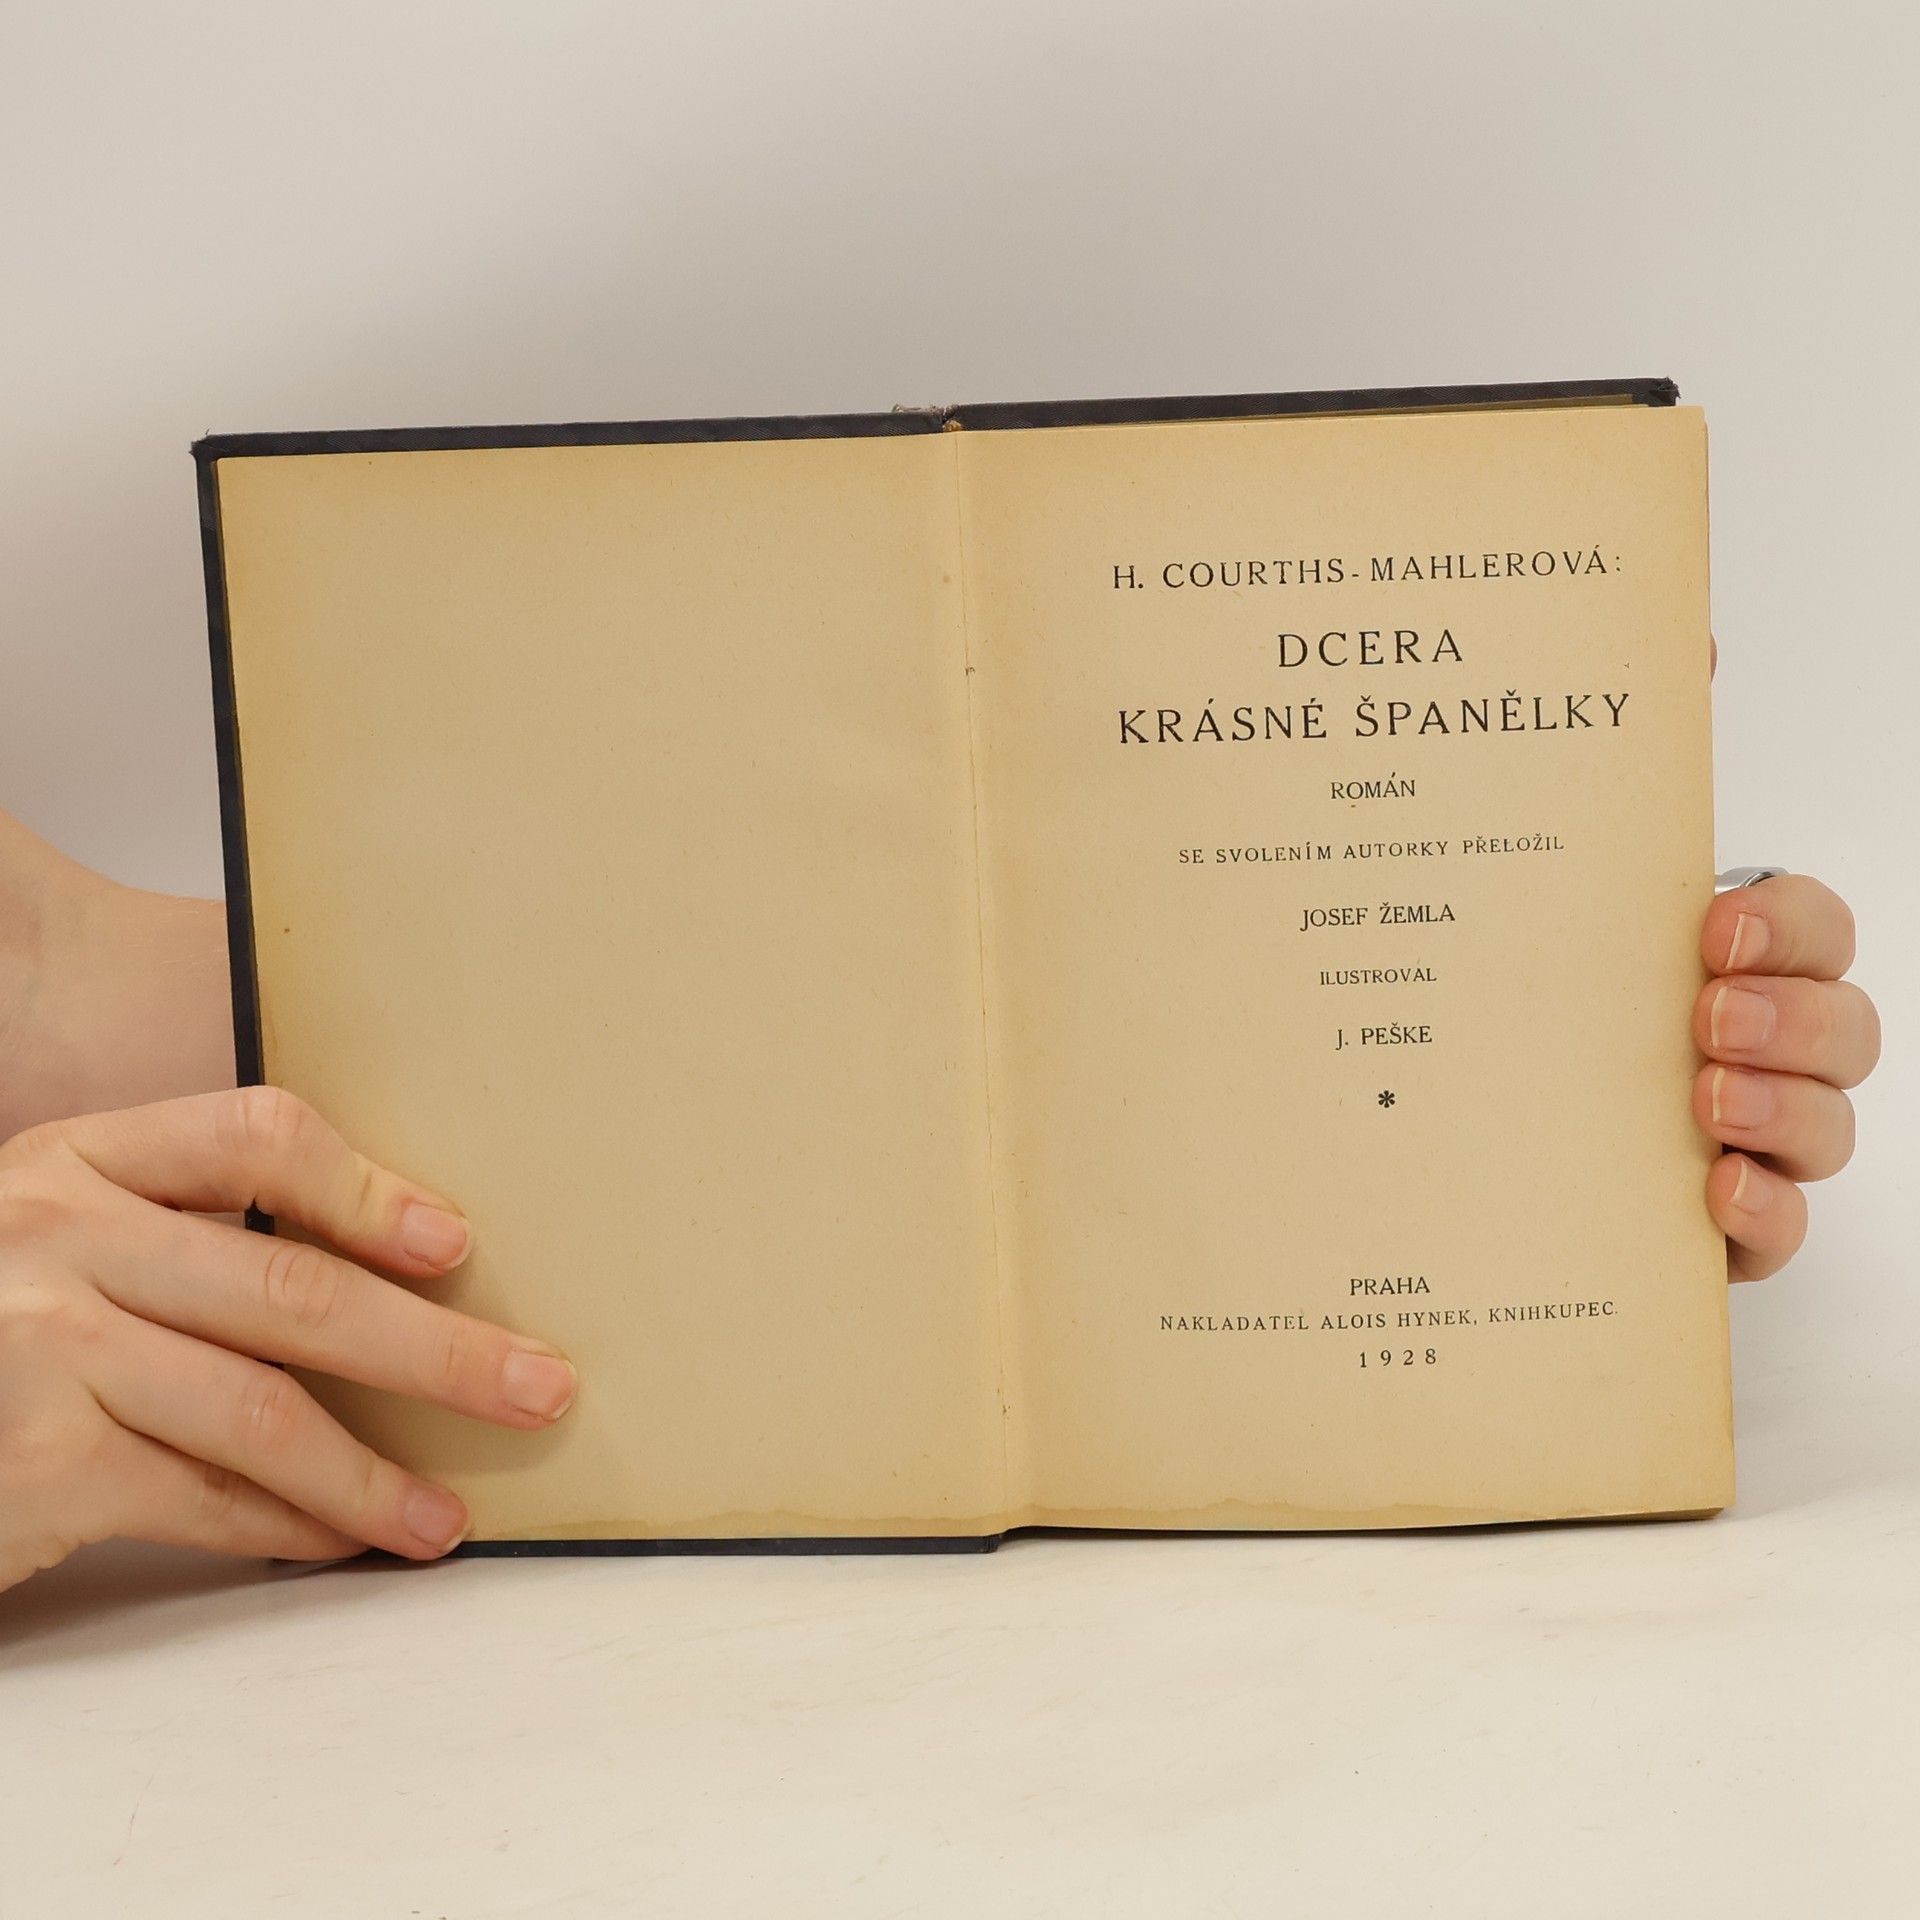 H. COURTHS-MAHLEROVÁ:
DCERA
KRÁSNÉ ŠPANĚLKY
ROMÁN
SE SVOLENÍM AUTORKY PŘELOŽIL
JOSEF ŽEMLA
ILUSTROVAL
J. PEŠKE
*
PRAHA
NAKLADATEL ALOIS HYNEK, KNIHKUPEC.
1928